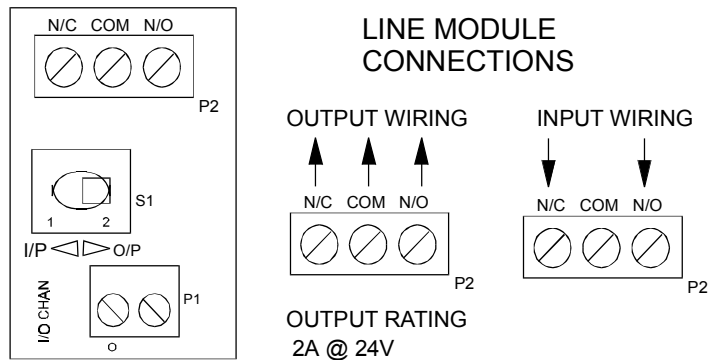 N/C COM N/O
P2
S1
1 2
I/P O/P
I/O CHAN
P1
O
LINE MODULE
CONNECTIONS
OUTPUT WIRING
N/C COM N/O
P2
OUTPUT RATING
2A @ 24V
INPUT WIRING
N/C COM N/O
P2